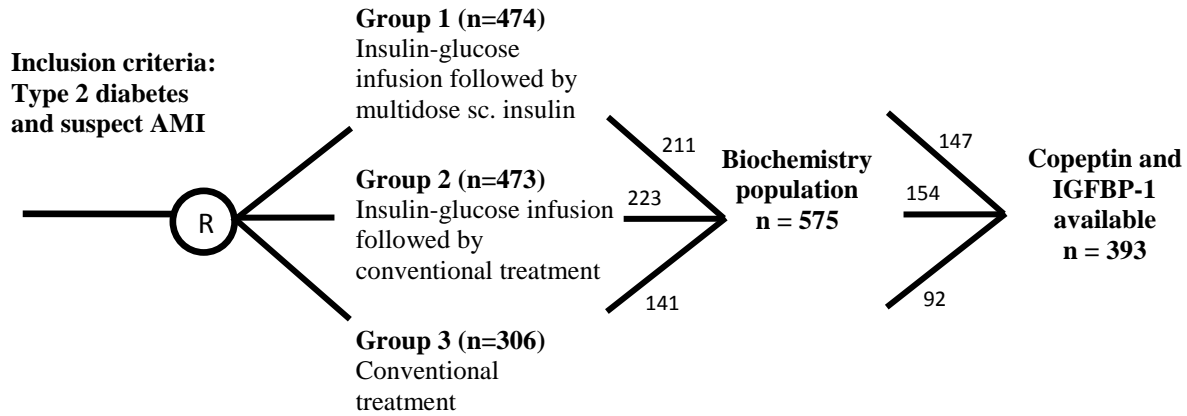 Inclusion criteria:
Type 2 diabetes
and suspect AMI
R
Group 1 (n=474)
Insulin-glucose
infusion followed by
multidose sc. insulin
Group 2 (n=473)
Insulin-glucose infusion
followed by
conventional treatment
Group 3 (n=306)
Conventional
treatment
211
223
141
Biochemistry
population
n = 575
147
154
92
Copeptin and
IGFBP-1
available
n = 393